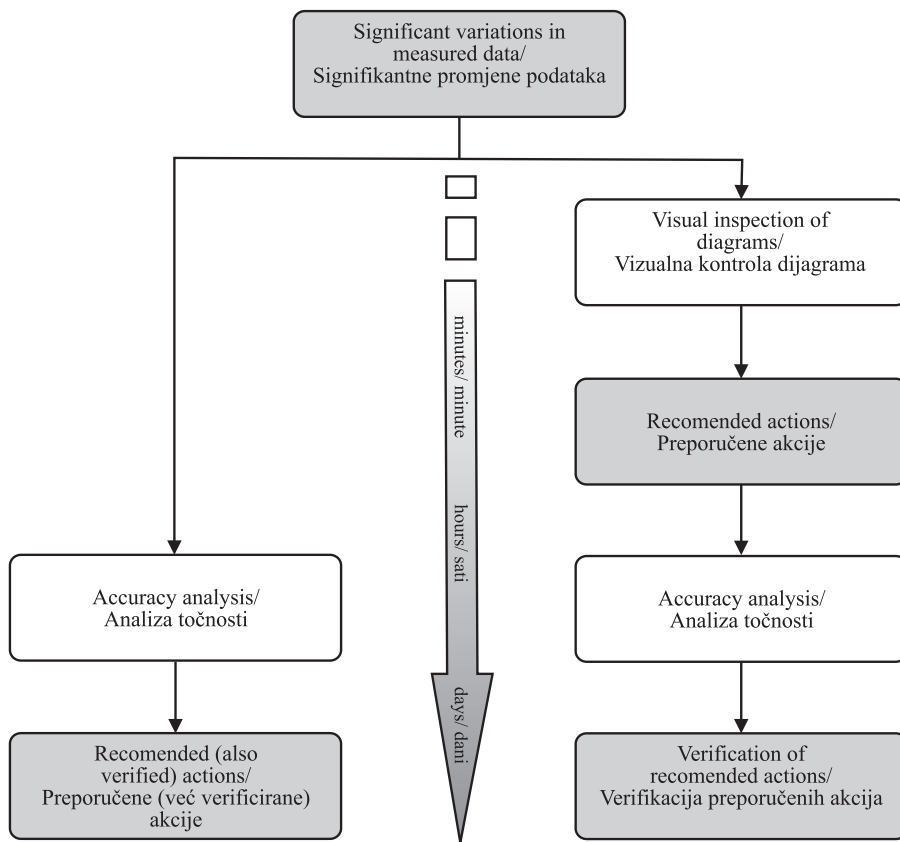 Significant variations in
measured data/
Signifikantne promjene podataka
Visual inspection of
diagrams/
Vizualna kontrola dijagrama
minutes/ minute
Recomended actions/
Preporučene akcije
hours/ sati
Accuracy analysis/
Analiza točnosti
Accuracy analysis/
Analiza točnosti
days/ dani
Recomended (also
verified) actions/
Preporučene (već verificirane)
akcije
Verification of
recomended actions/
Verifikacija preporučenih akcija